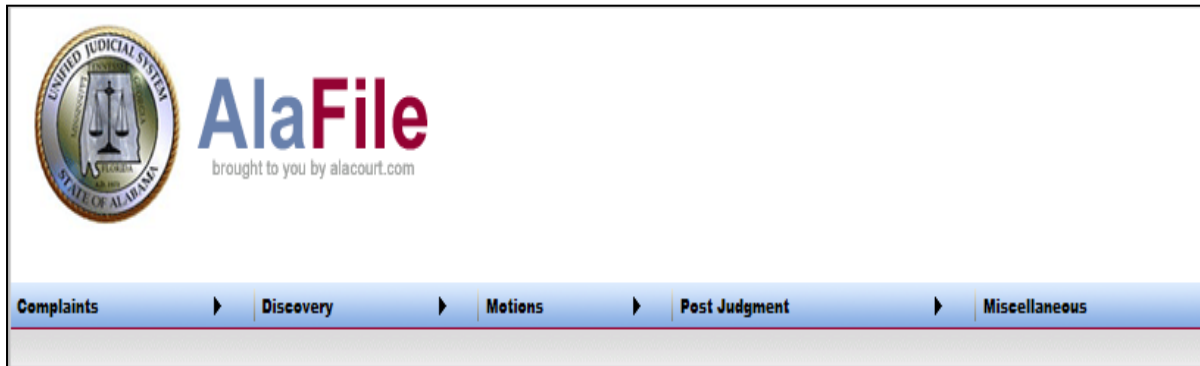 UNIFIED JUDICIAL SYSTEM
STATE OF ALABAMA
FLORIDA
AlaFile
brought to you by alacourt.com
Complaints
Discovery
Motions
Post Judgment
Miscellaneous